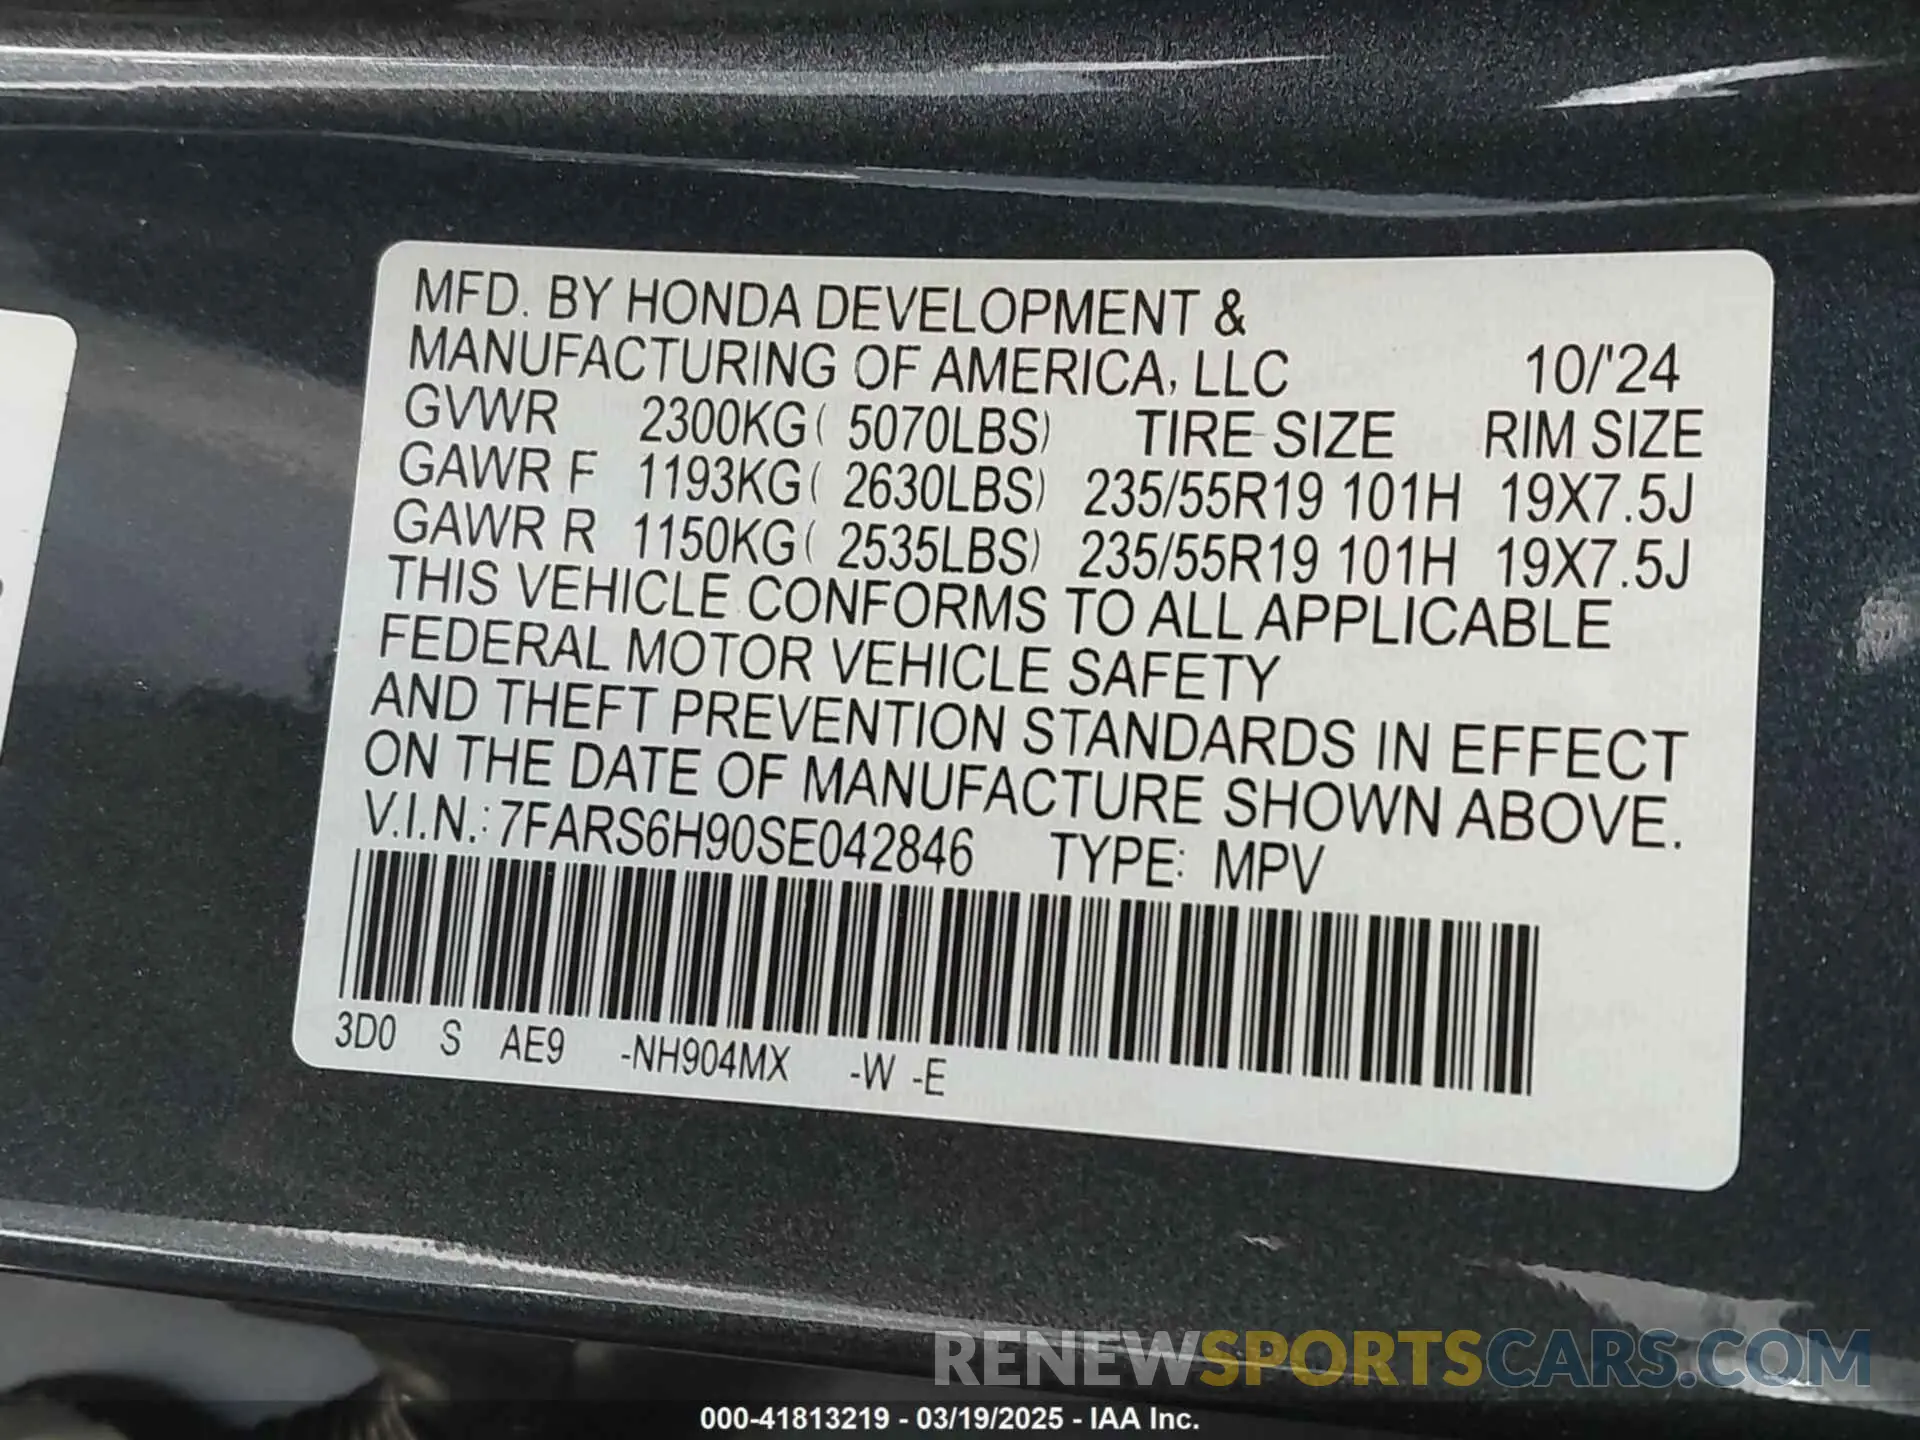 MFD. BY HONDA DEVELOPMENT &
MANUFACTURING OF AMERICA, LLC 10/'24
GVWR 2300KG( 5070LBS) TIRE SIZE RIM SIZE
GAWR F 1193KG( 2630LBS) 235/55R19 101H 19X7.5J
GAWR R 1150KG( 2535LBS) 235/55R19 101H 19X7.5J
THIS VEHICLE CONFORMS TO ALL APPLICABLE
FEDERAL MOTOR VEHICLE SAFETY
AND THEFT PREVENTION STANDARDS IN EFFECT
ON THE DATE OF MANUFACTURE SHOWN ABOVE.
V.I.N.: 7FARS6H90SE042846 TYPE: MPV
3D0 S AE9 -NH904MX -W -E
RENEWSPORTSCARS.COM
000-41813219 - 03/19/2025 - IAA Inc.